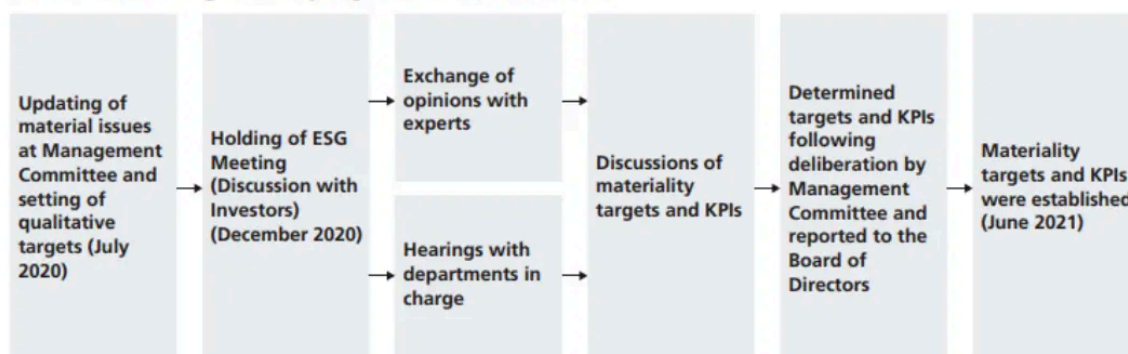 Updating of
material issues
at Management
Committee and
setting of
qualitative
targets (July
2020)
Holding of ESG
Meeting
(Discussion with
Investors)
(December 2020)
Exchange of
opinions with
experts
Hearings with
departments in
charge
Discussions of
materiality
targets and KPIs
Determined
targets and KPIs
following
deliberation by
Management
Committee and
reported to the
Board of
Directors
Materiality
targets and KPIs
were established
(June 2021)